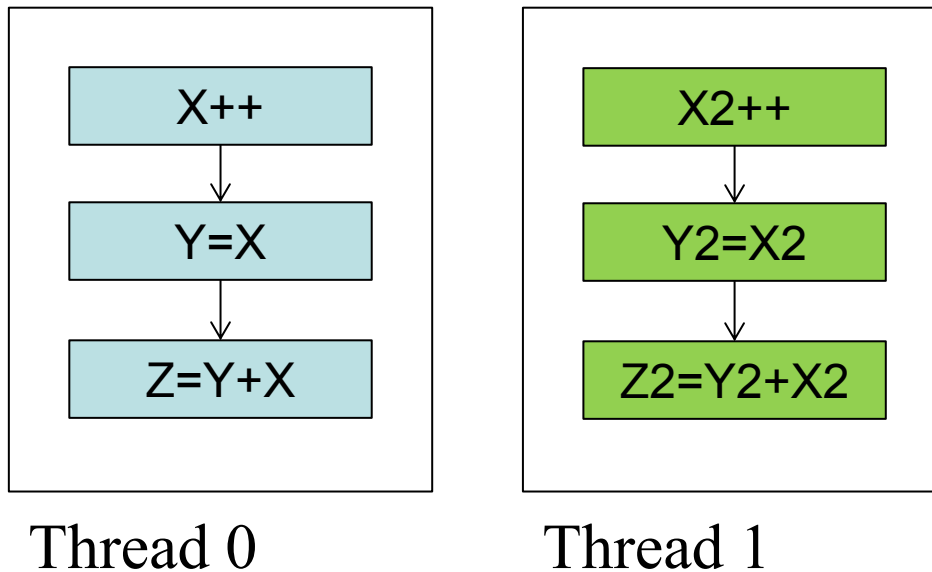 X++
Y=X
Z=Y+X
Thread 0
X2++
Y2=X2
Z2=Y2+X2
Thread 1